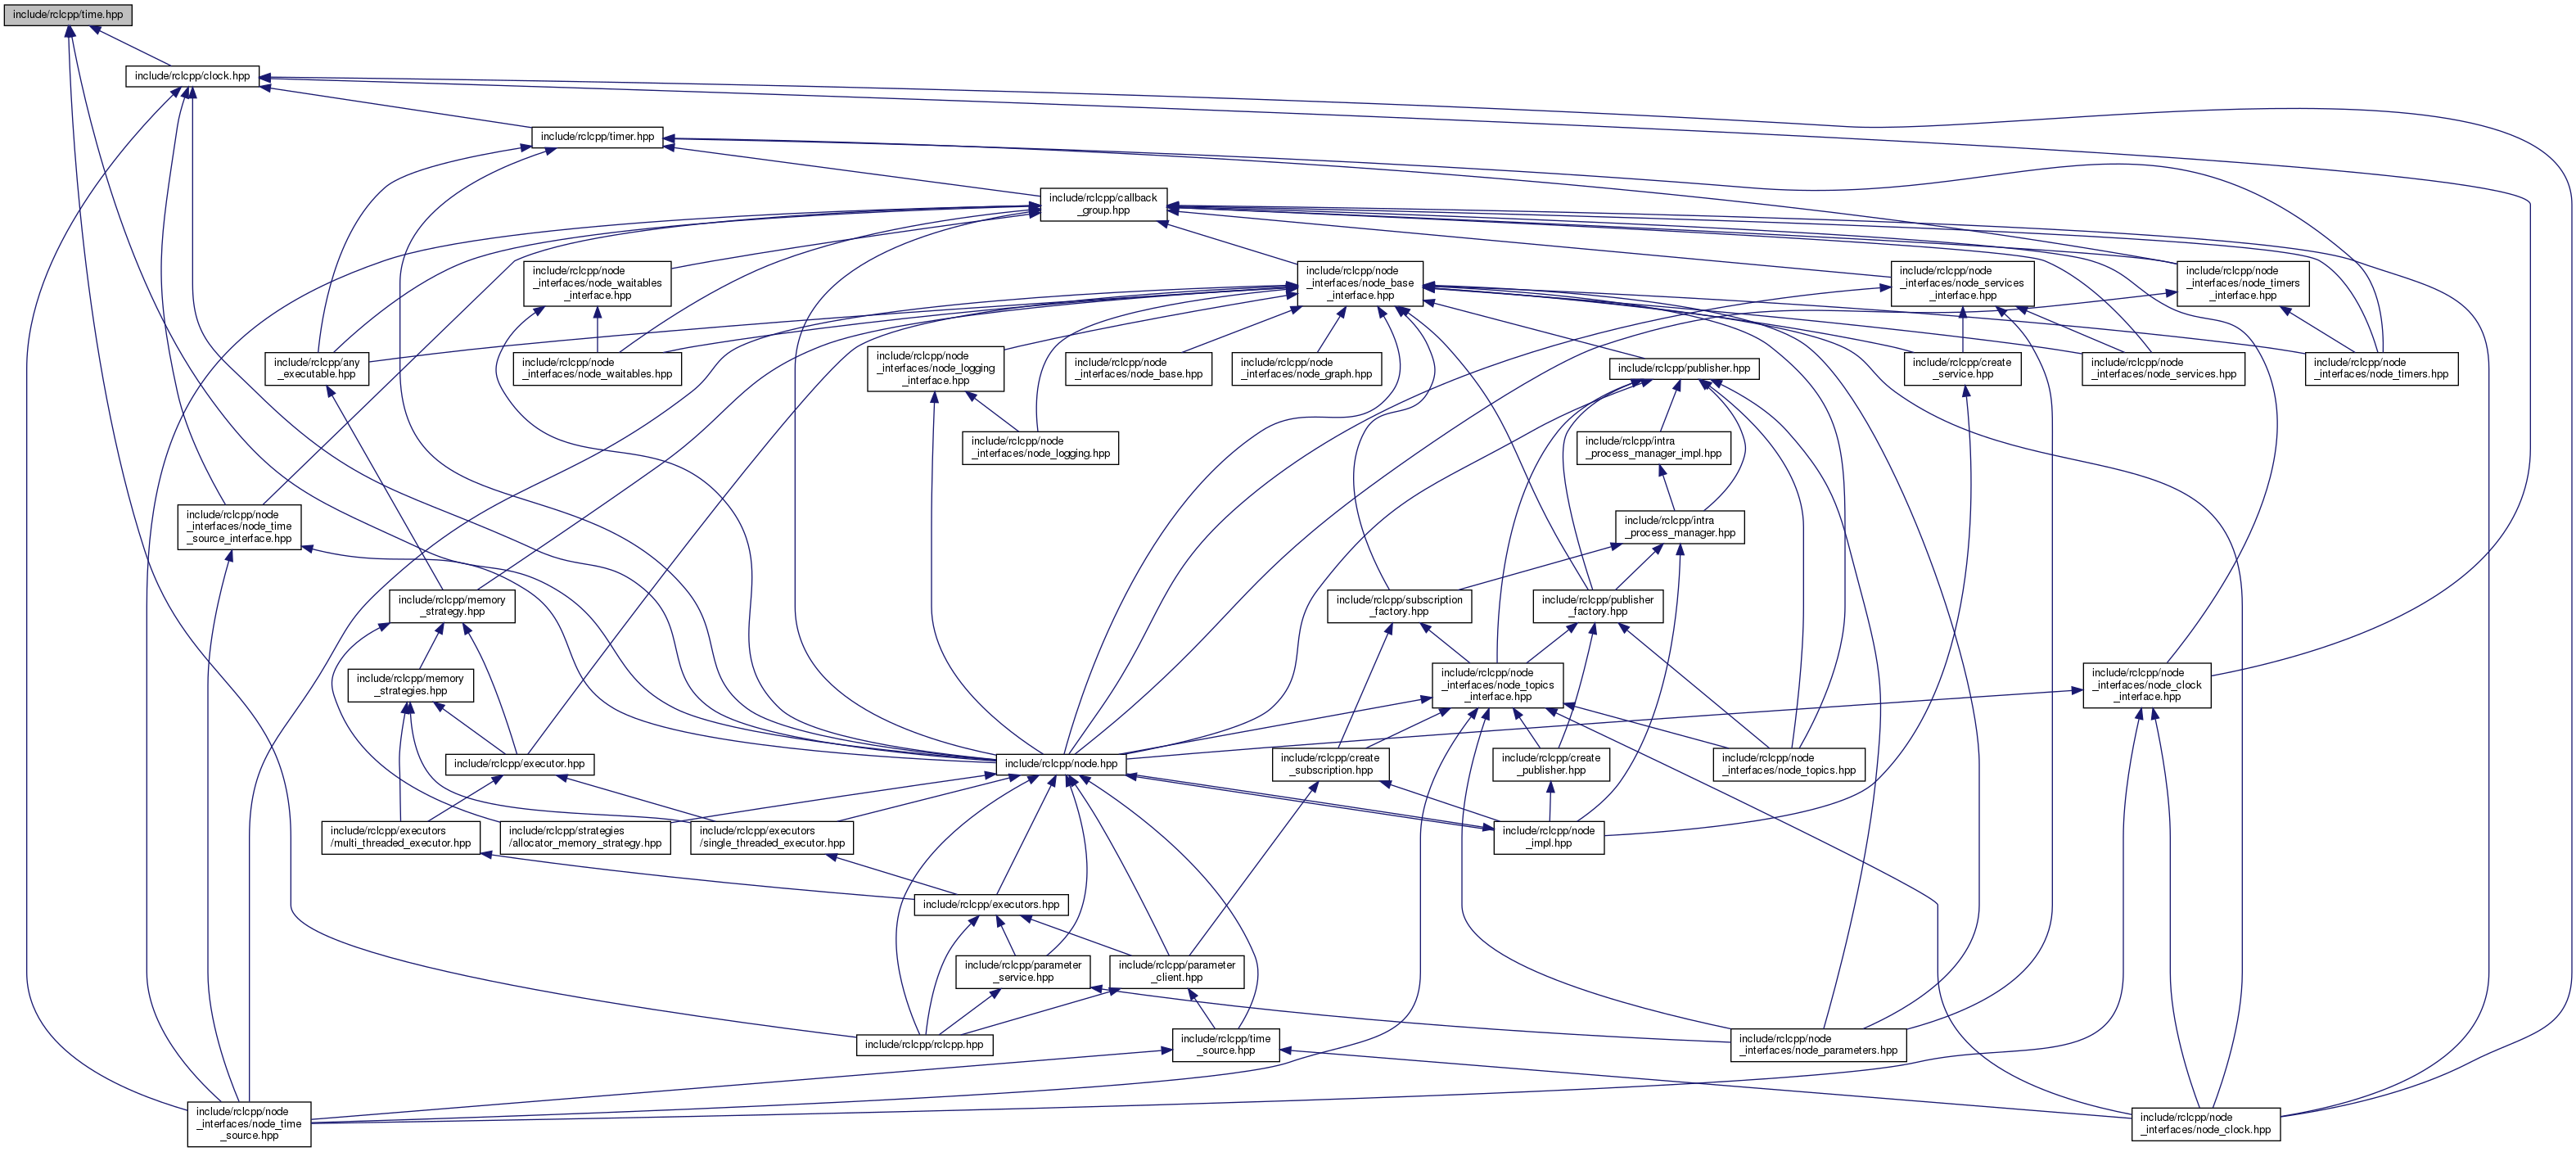 include/rclcpp/time.hpp
include/rclcpp/clock.hpp
include/rclcpp/timer.hpp
include/rclcpp/callback
_group.hpp
include/rclcpp/node
_interfaces/node_waitables
_interface.hpp
include/rclcpp/node
_interfaces/node_base
_interface.hpp
include/rclcpp/node
_interfaces/node_services
_interface.hpp
include/rclcpp/node
_interfaces/node_timers
_interface.hpp
include/rclcpp/any
_executable.hpp
include/rclcpp/node
_interfaces/node_waitables.hpp
include/rclcpp/node
_interfaces/node_logging
_interface.hpp
include/rclcpp/node
_interfaces/node_base.hpp
include/rclcpp/node
_interfaces/node_graph.hpp
include/rclcpp/publisher.hpp
include/rclcpp/create
_service.hpp
include/rclcpp/node
_interfaces/node_services.hpp
include/rclcpp/node
_interfaces/node_timers.hpp
include/rclcpp/node
_interfaces/node_logging.hpp
include/rclcpp/intra
_process_manager_impl.hpp
include/rclcpp/node
_interfaces/node_time
_source_interface.hpp
include/rclcpp/intra
_process_manager.hpp
include/rclcpp/memory
_strategy.hpp
include/rclcpp/subscription
_factory.hpp
include/rclcpp/publisher
_factory.hpp
include/rclcpp/memory
_strategies.hpp
include/rclcpp/node
_interfaces/node_topics
_interface.hpp
include/rclcpp/node
_interfaces/node_clock
_interface.hpp
include/rclcpp/executor.hpp
include/rclcpp/node.hpp
include/rclcpp/create
_subscription.hpp
include/rclcpp/create
_publisher.hpp
include/rclcpp/node
_interfaces/node_topics.hpp
include/rclcpp/executors
/multi_threaded_executor.hpp
include/rclcpp/strategies
/allocator_memory_strategy.hpp
include/rclcpp/executors
/single_threaded_executor.hpp
include/rclcpp/node
_impl.hpp
include/rclcpp/executors.hpp
include/rclcpp/parameter
_service.hpp
include/rclcpp/parameter
_client.hpp
include/rclcpp/rclcpp.hpp
include/rclcpp/time
_source.hpp
include/rclcpp/node
_interfaces/node_parameters.hpp
include/rclcpp/node
_interfaces/node_time
_source.hpp
include/rclcpp/node
_interfaces/node_clock.hpp